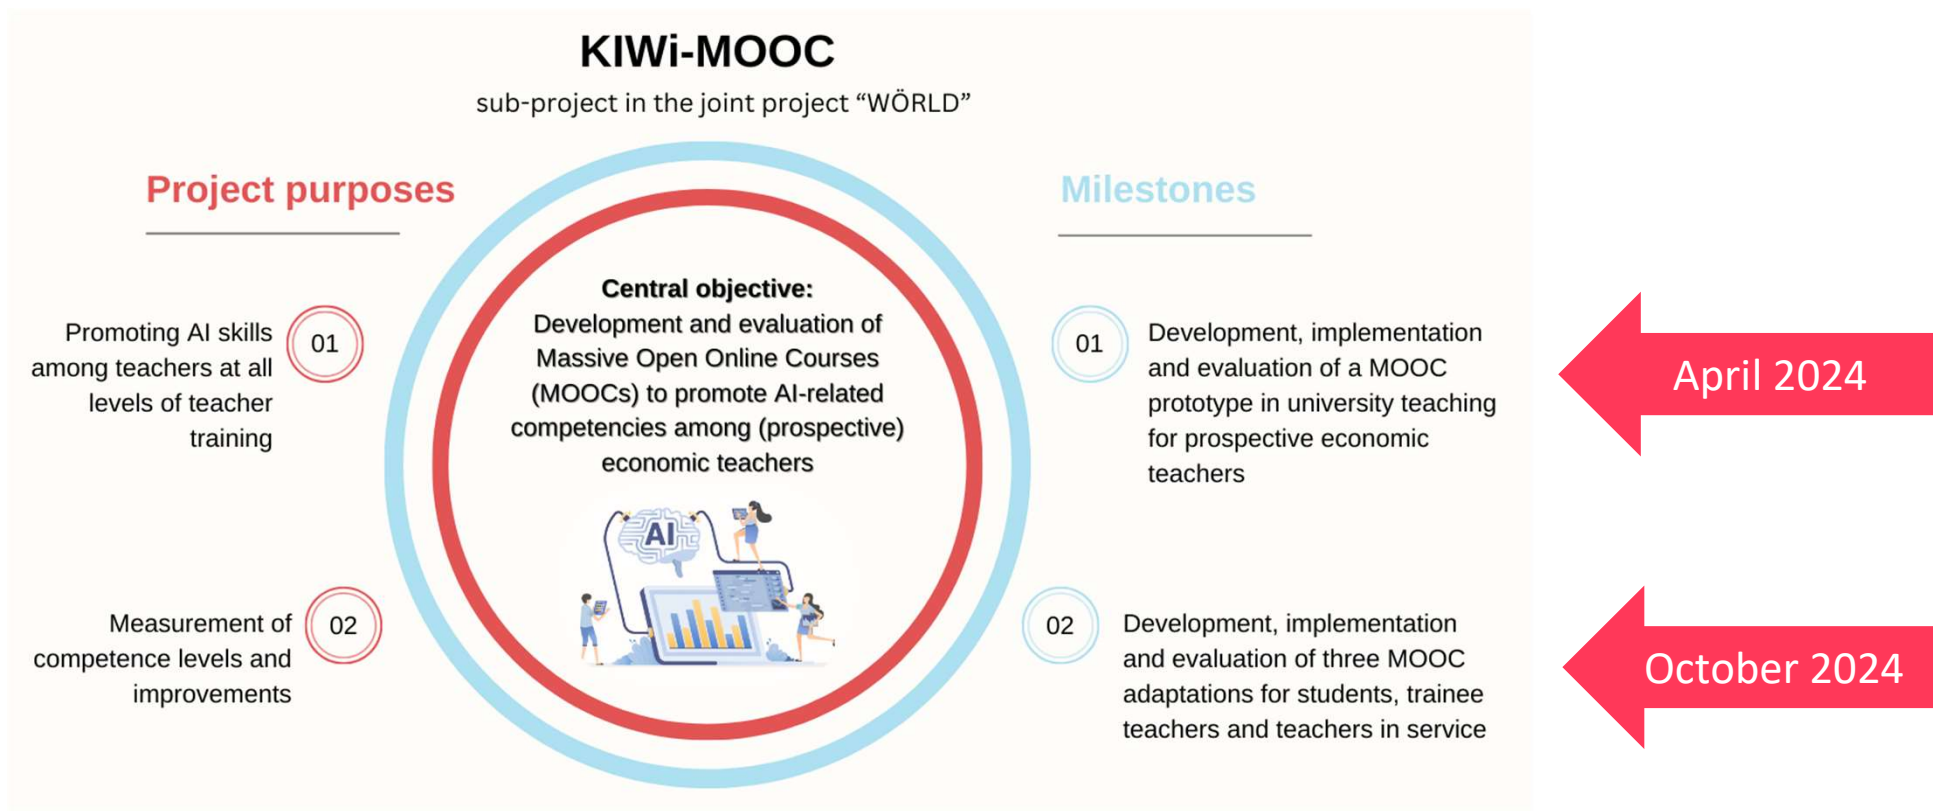 KIWi-MOOC
sub-project in the joint project “WÖRLD”
Project purposes
01
Promoting AI skills
among teachers at all
levels of teacher
training
02
Measurement of
competence levels and
improvements
Central objective:
Development and evaluation of
Massive Open Online Courses
(MOOCs) to promote AI-related
competencies among (prospective)
economic teachers
AI
Milestones
01
Development, implementation
and evaluation of a MOOC
prototype in university teaching
for prospective economic
teachers
April 2024
02
Development, implementation
and evaluation of three MOOC
adaptations for students, trainee
teachers and teachers in service
October 2024